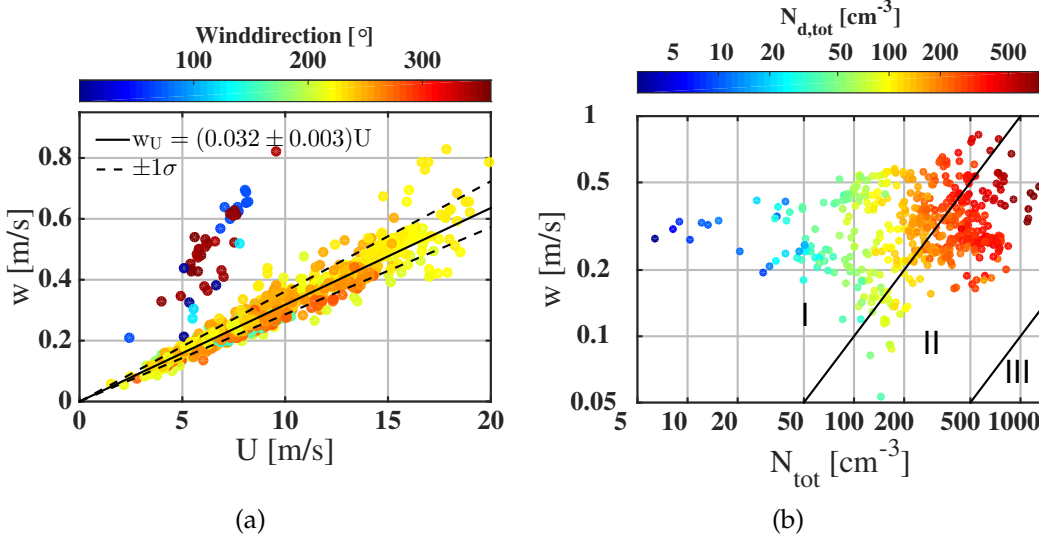 Winddirection [°]
100 200 300
w_U = (0.032 ± 0.003)U
±1σ
0.8
0.6
0.4
0.2
0
w [m/s]
0 5 10 15 20
U [m/s]
(a)
N_d,tot [cm^-3]
5 10 20 50 100 200 500
1
0.5
0.2
0.1
0.05
w [m/s]
I
II
III
5 10 20 50 100 200 500 1000
N_tot [cm^-3]
(b)